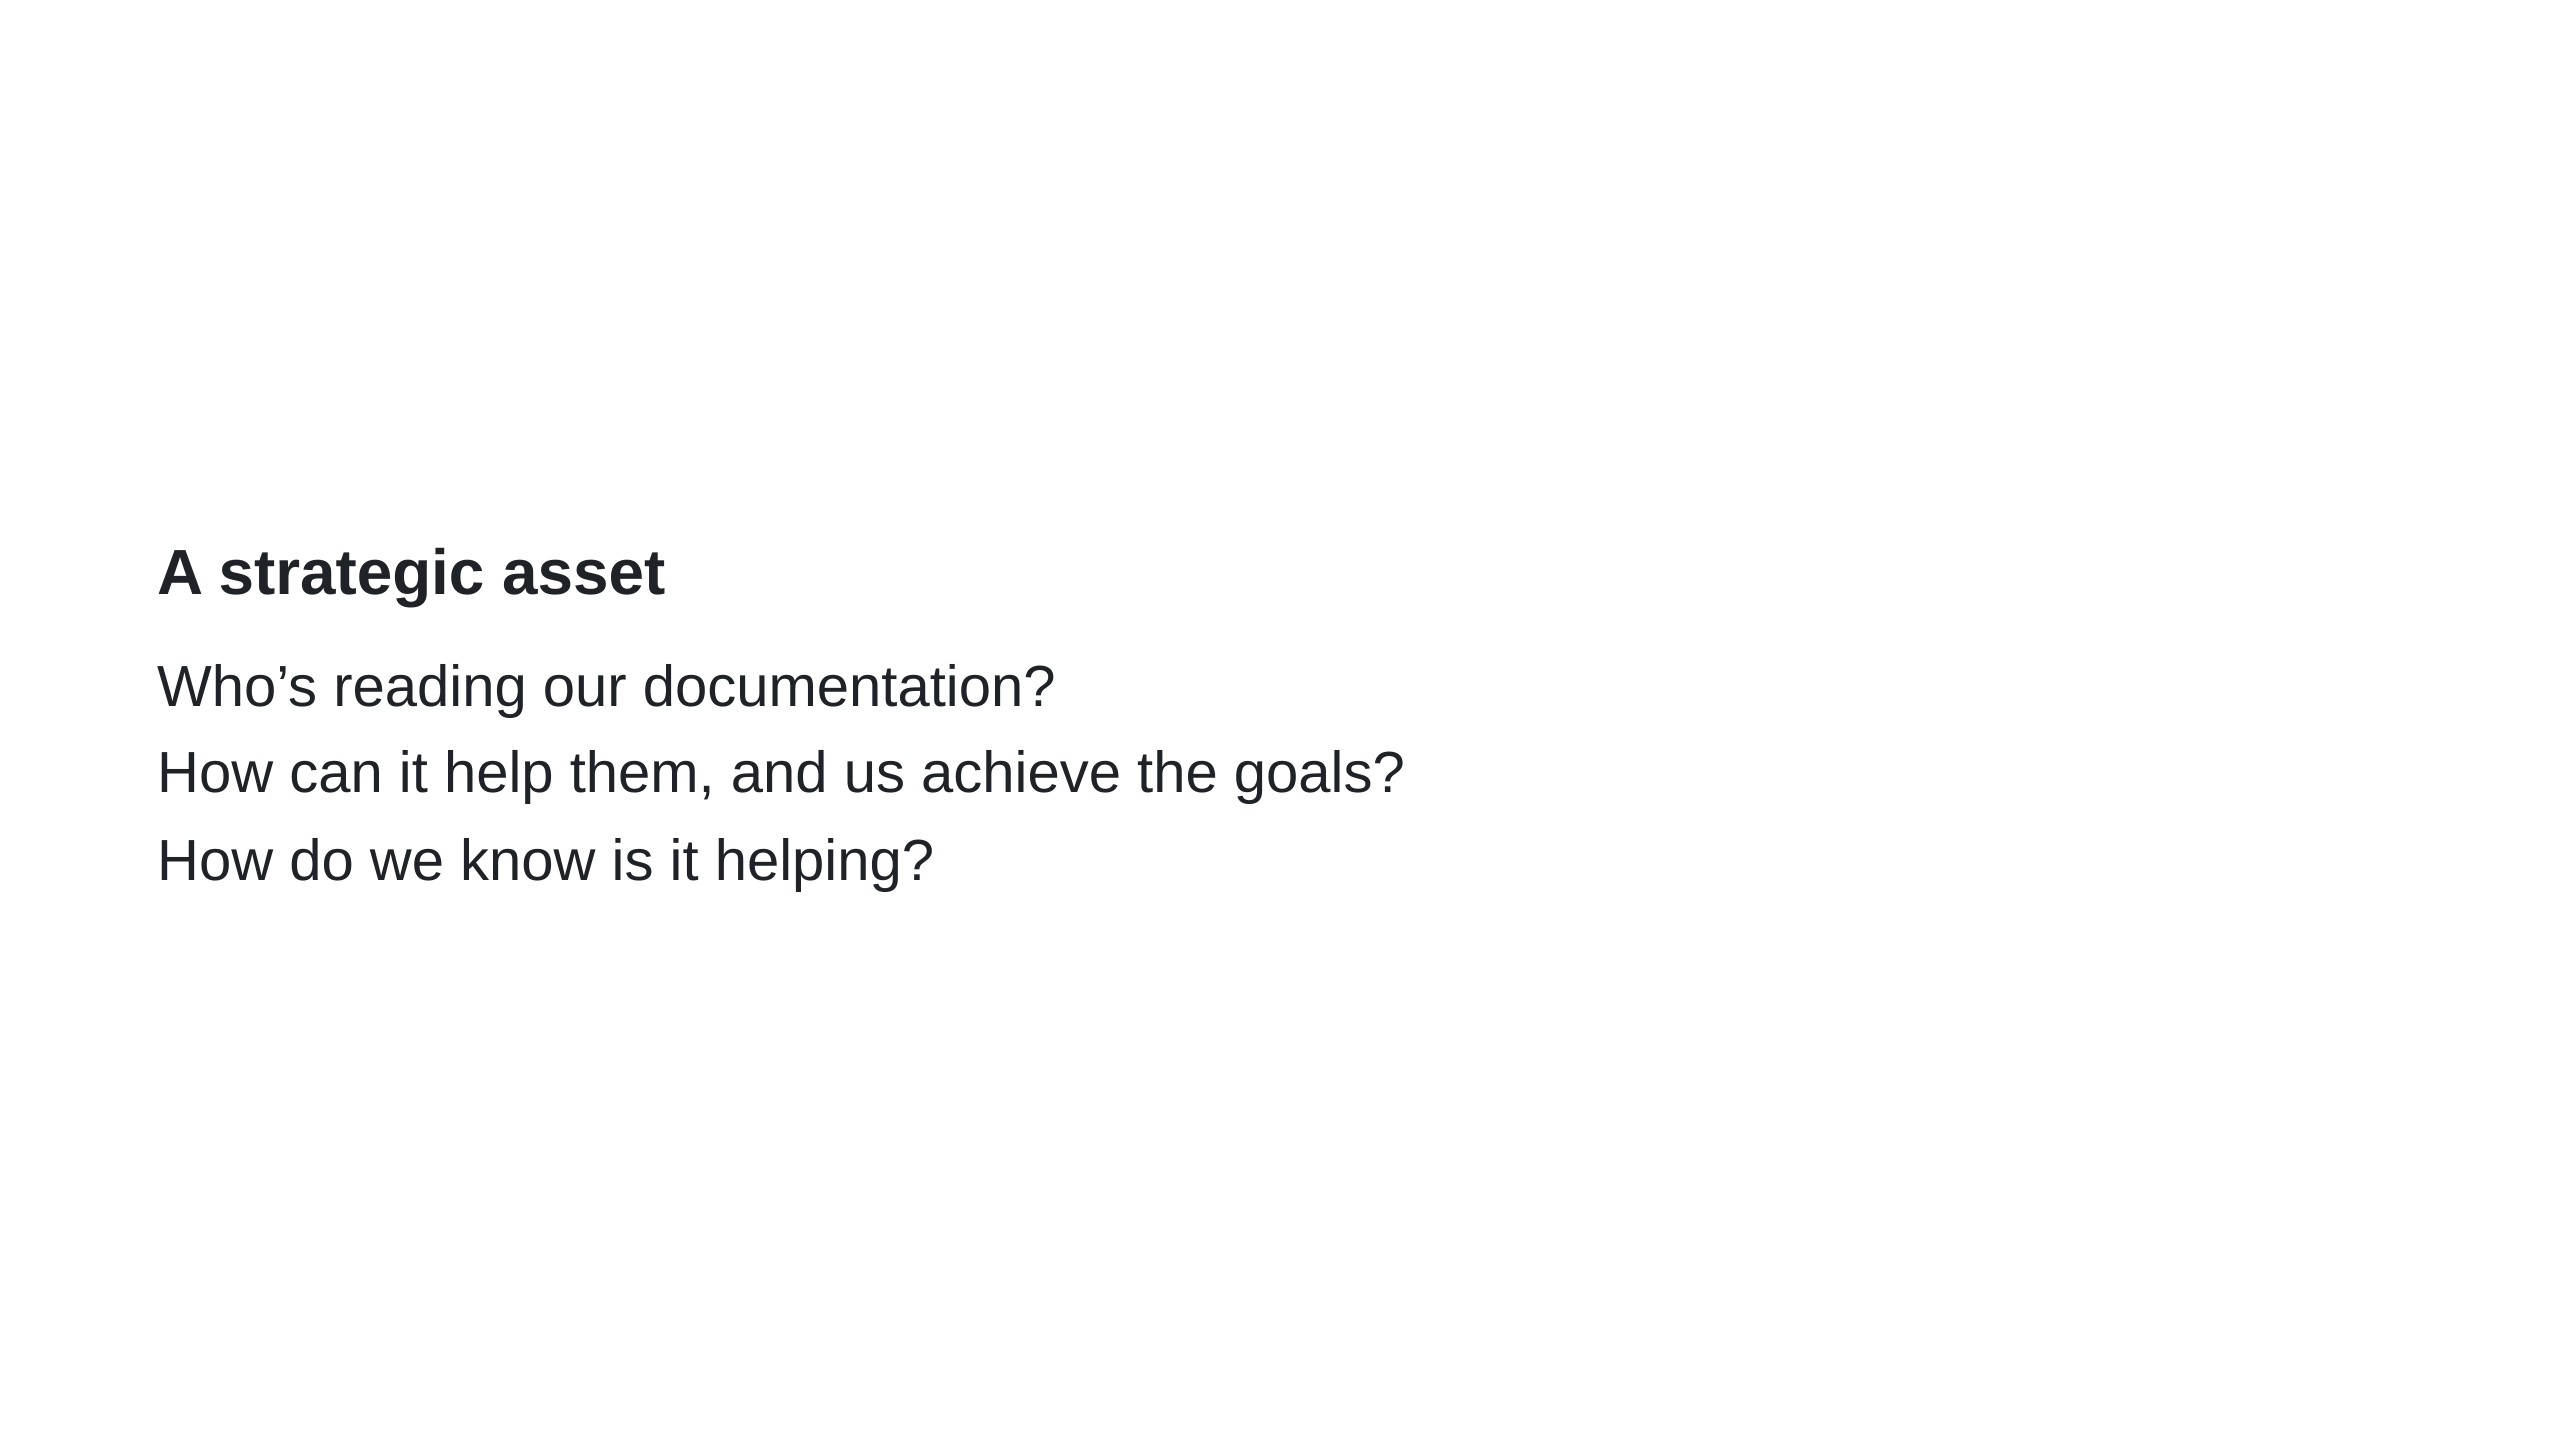 A strategic asset
Who’s reading our documentation?
How can it help them, and us achieve the goals?
How do we know is it helping?